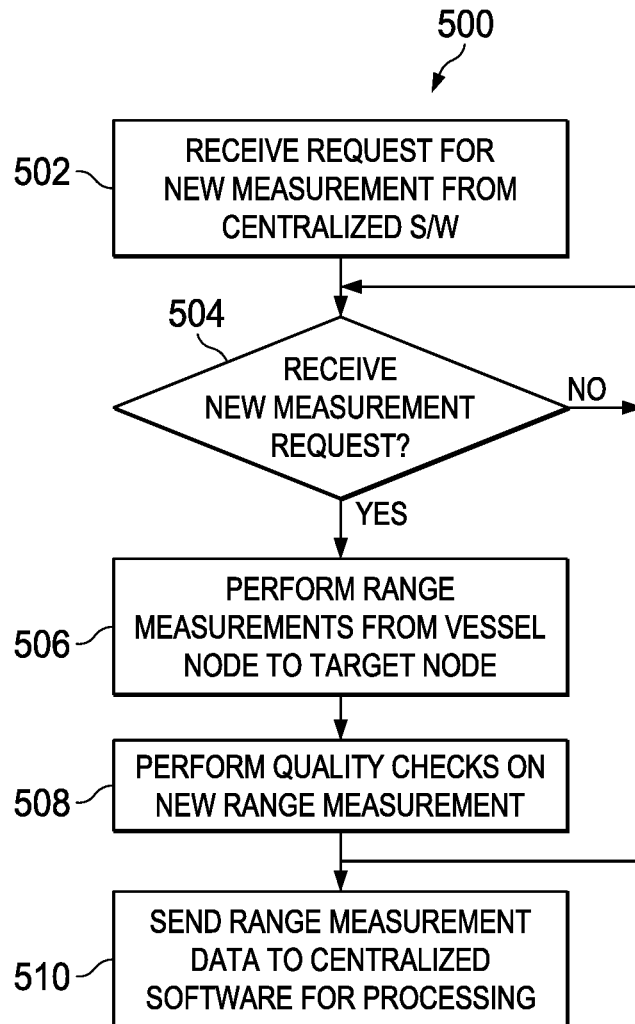 500
502
RECEIVE REQUEST FOR
NEW MEASUREMENT FROM
CENTRALIZED S/W
504
RECEIVE
NEW MEASUREMENT
REQUEST?
NO
YES
506
PERFORM RANGE
MEASUREMENTS FROM VESSEL
NODE TO TARGET NODE
508
PERFORM QUALITY CHECKS ON
NEW RANGE MEASUREMENT
510
SEND RANGE MEASUREMENT
DATA TO CENTRALIZED
SOFTWARE FOR PROCESSING